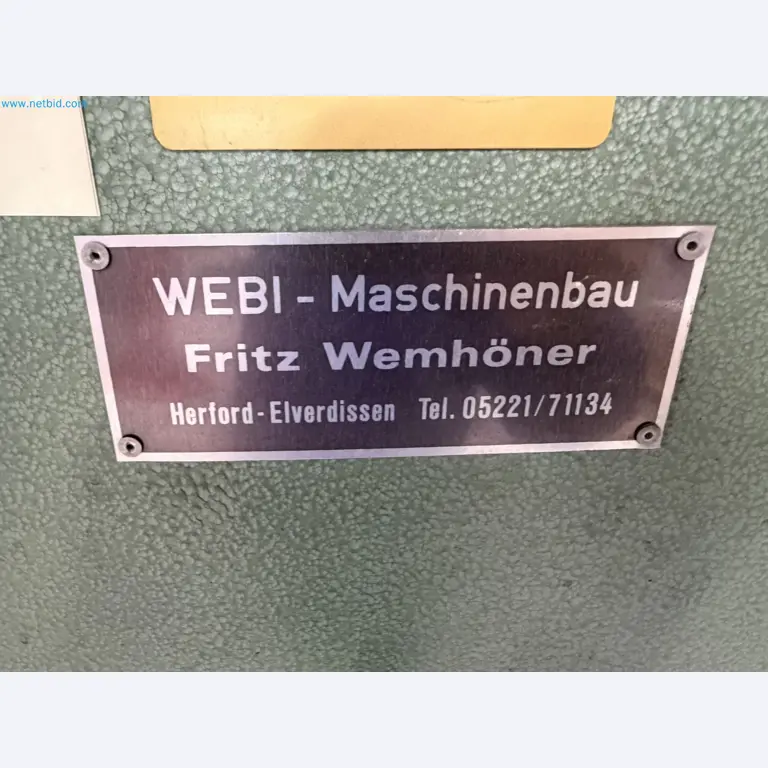 www.netbid.com
WEBI - Maschinenbau
Fritz Wemhöner
Herford - Elverdissen Tel. 05221/71134